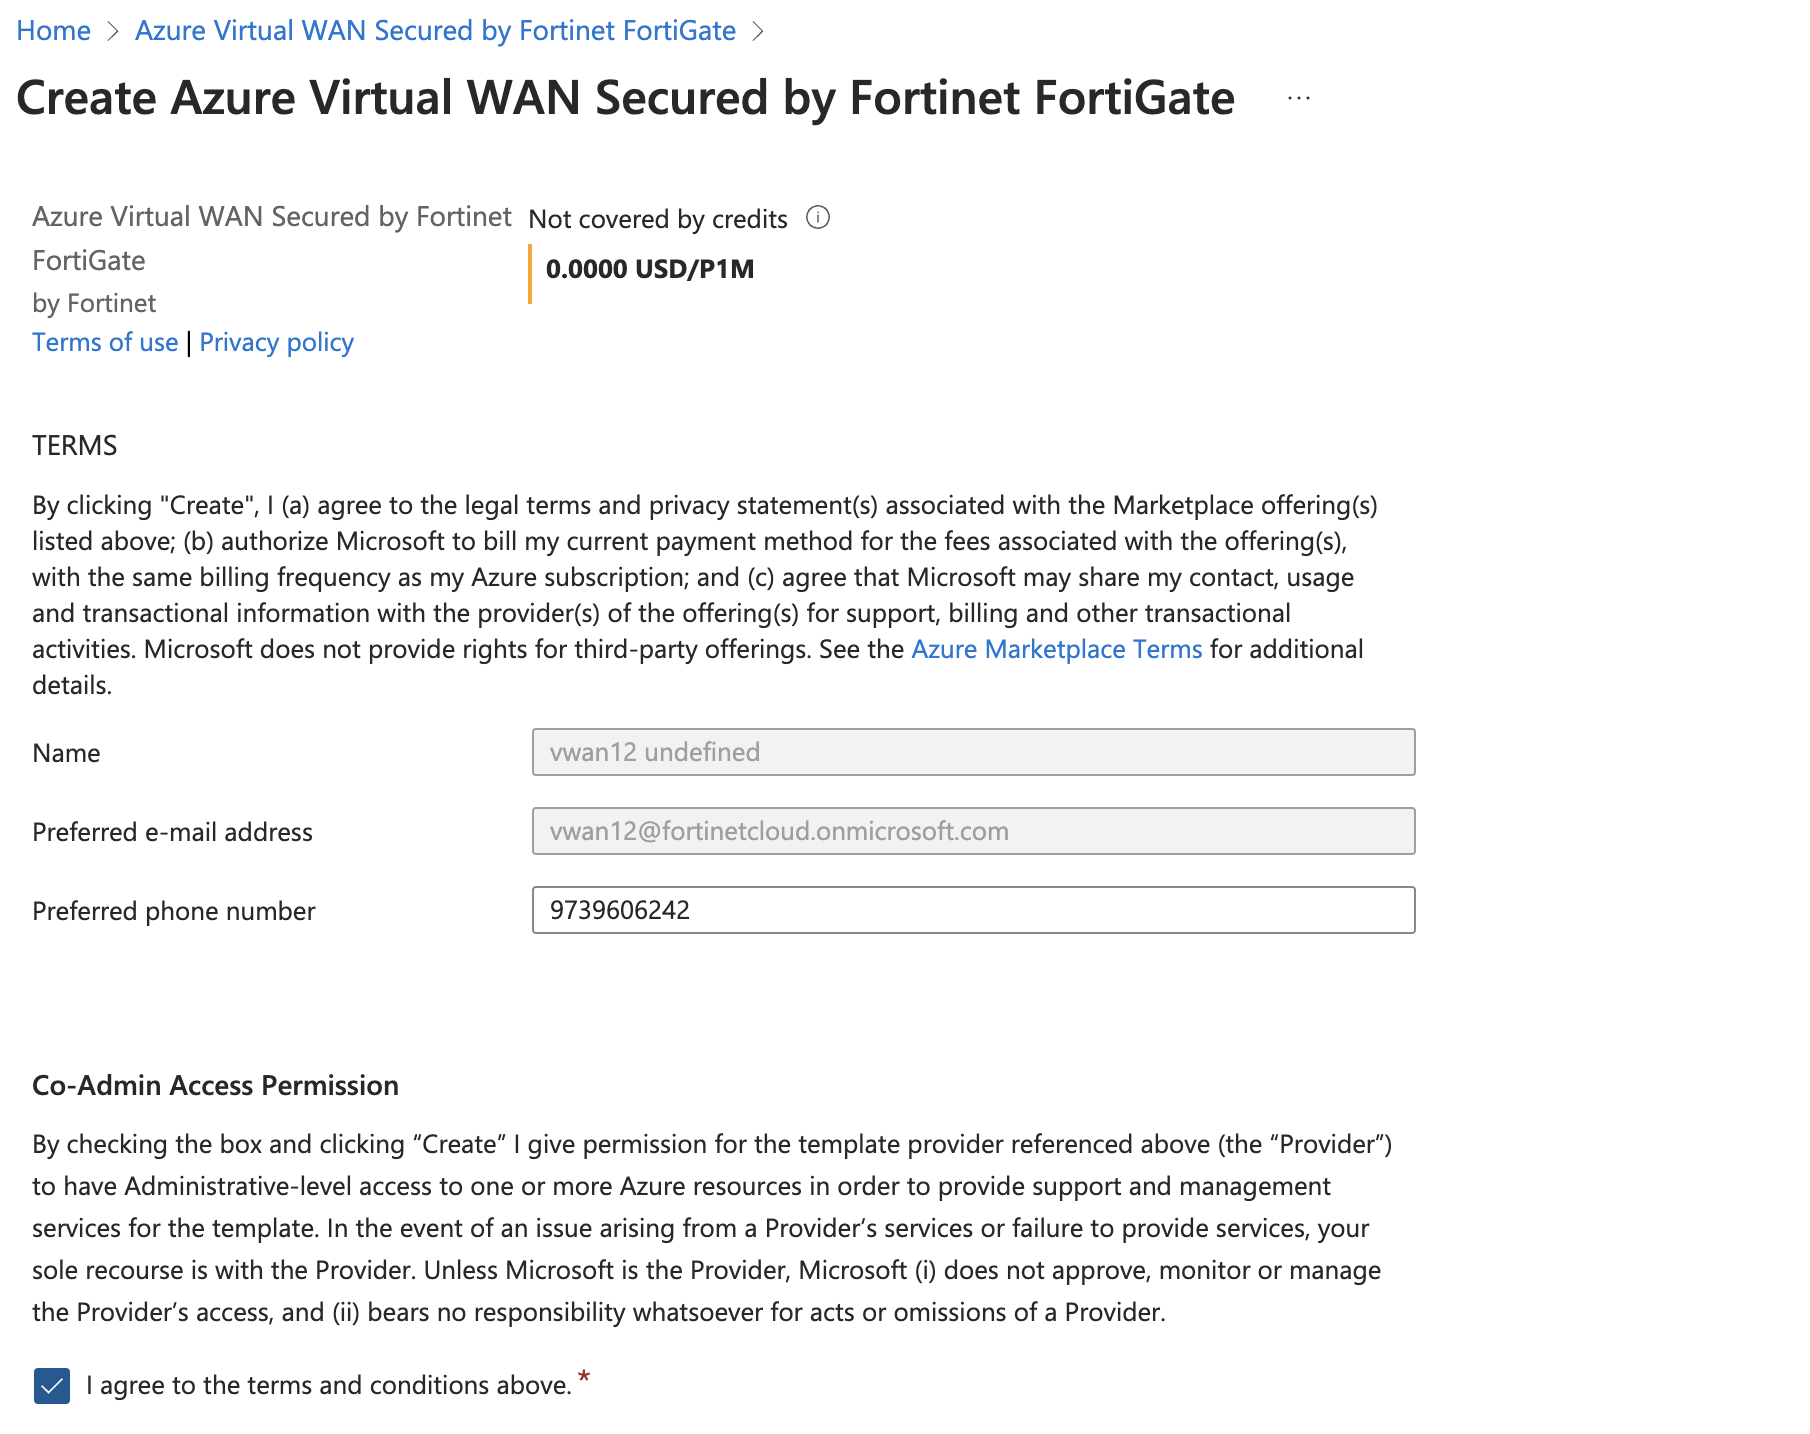 Home > Azure Virtual WAN Secured by Fortinet FortiGate >
Create Azure Virtual WAN Secured by Fortinet FortiGate ...
Azure Virtual WAN Secured by Fortinet
FortiGate
by Fortinet
Terms of use | Privacy policy
Not covered by credits
0.0000 USD/P1M
TERMS
By clicking "Create", I (a) agree to the legal terms and privacy statement(s) associated with the Marketplace offering(s)
listed above; (b) authorize Microsoft to bill my current payment method for the fees associated with the offering(s),
with the same billing frequency as my Azure subscription; and (c) agree that Microsoft may share my contact, usage
and transactional information with the provider(s) of the offering(s) for support, billing and other transactional
activities. Microsoft does not provide rights for third-party offerings. See the Azure Marketplace Terms for additional
details.
Name
vwan12 undefined
Preferred e-mail address
vwan12@fortinetcloud.onmicrosoft.com
Preferred phone number
9739606242
Co-Admin Access Permission
By checking the box and clicking “Create” I give permission for the template provider referenced above (the “Provider”)
to have Administrative-level access to one or more Azure resources in order to provide support and management
services for the template. In the event of an issue arising from a Provider’s services or failure to provide services, your
sole recourse is with the Provider. Unless Microsoft is the Provider, Microsoft (i) does not approve, monitor or manage
the Provider’s access, and (ii) bears no responsibility whatsoever for acts or omissions of a Provider.
I agree to the terms and conditions above. *